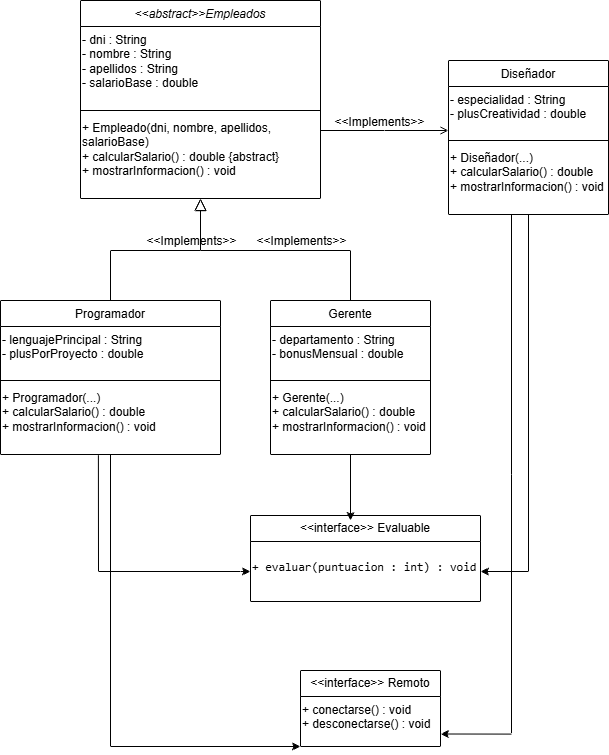 <<abstract>>Empleados
- dni : String
- nombre : String
- apellidos : String
- salarioBase : double
+ Empleado(dni, nombre, apellidos,
salarioBase)
+ calcularSalario() : double {abstract}
+ mostrarInformacion() : void
<<Implements>>
Diseñador
- especialidad : String
- plusCreatividad : double
+ Diseñador(...)
+ calcularSalario() : double
+ mostrarInformacion() : void
<<Implements>>
<<Implements>>
Programador
- lenguajePrincipal : String
- plusPorProyecto : double
+ Programador(...)
+ calcularSalario() : double
+ mostrarInformacion() : void
Gerente
- departamento : String
- bonusMensual : double
+ Gerente(...)
+ calcularSalario() : double
+ mostrarInformacion() : void
<<interface>> Evaluable
+ evaluar(puntuacion : int) : void
<<interface>> Remoto
+ conectarse() : void
+ desconectarse() : void